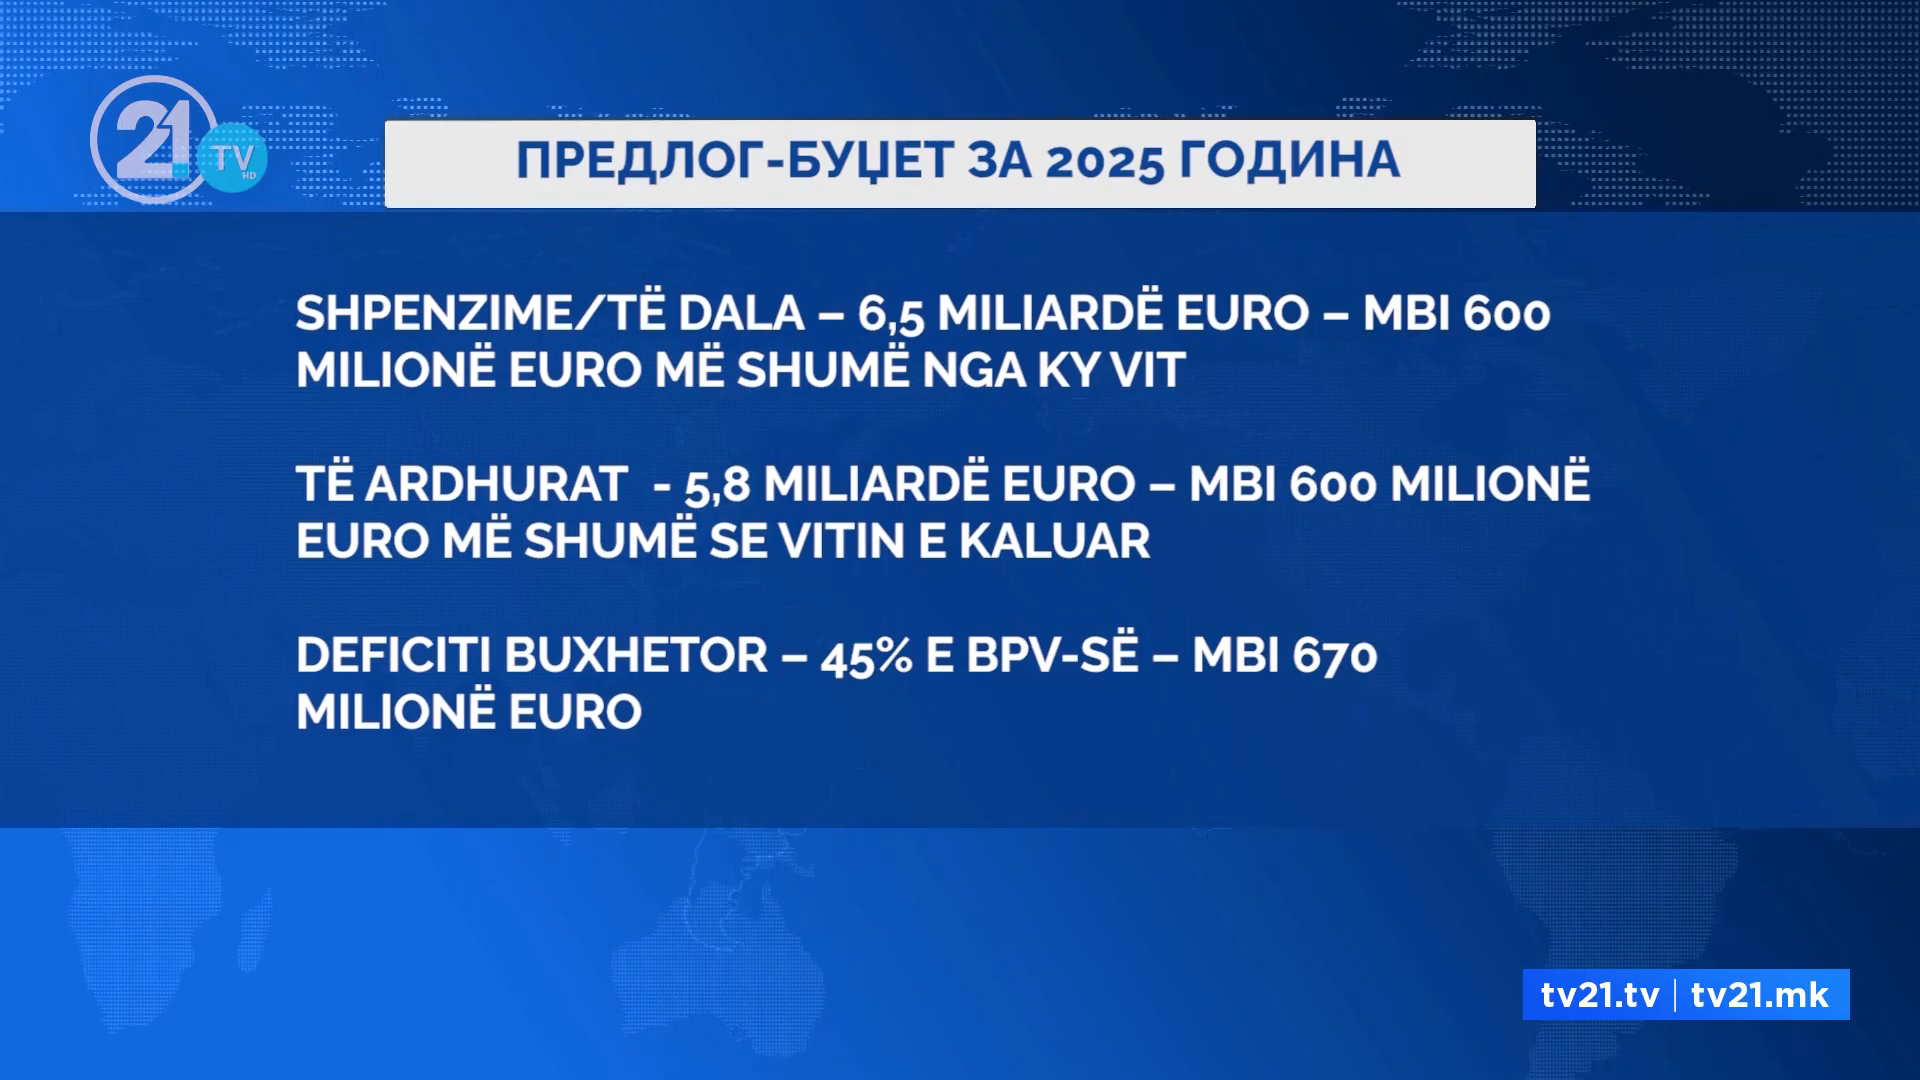 21
TV
HD
ПРЕДЛОГ-БУЏЕТ ЗА 2025 ГОДИНА
SHPENZIME/TË DALA – 6,5 MILIARDË EURO – MBI 600
MILIONË EURO MË SHUMË NGA KY VIT
TË ARDHURAT - 5,8 MILIARDË EURO – MBI 600 MILIONË
EURO MË SHUMË SE VITIN E KALUAR
DEFICITI BUXHETOR – 45% E BPV-SË – MBI 670
MILIONË EURO
tv21.tv | tv21.mk